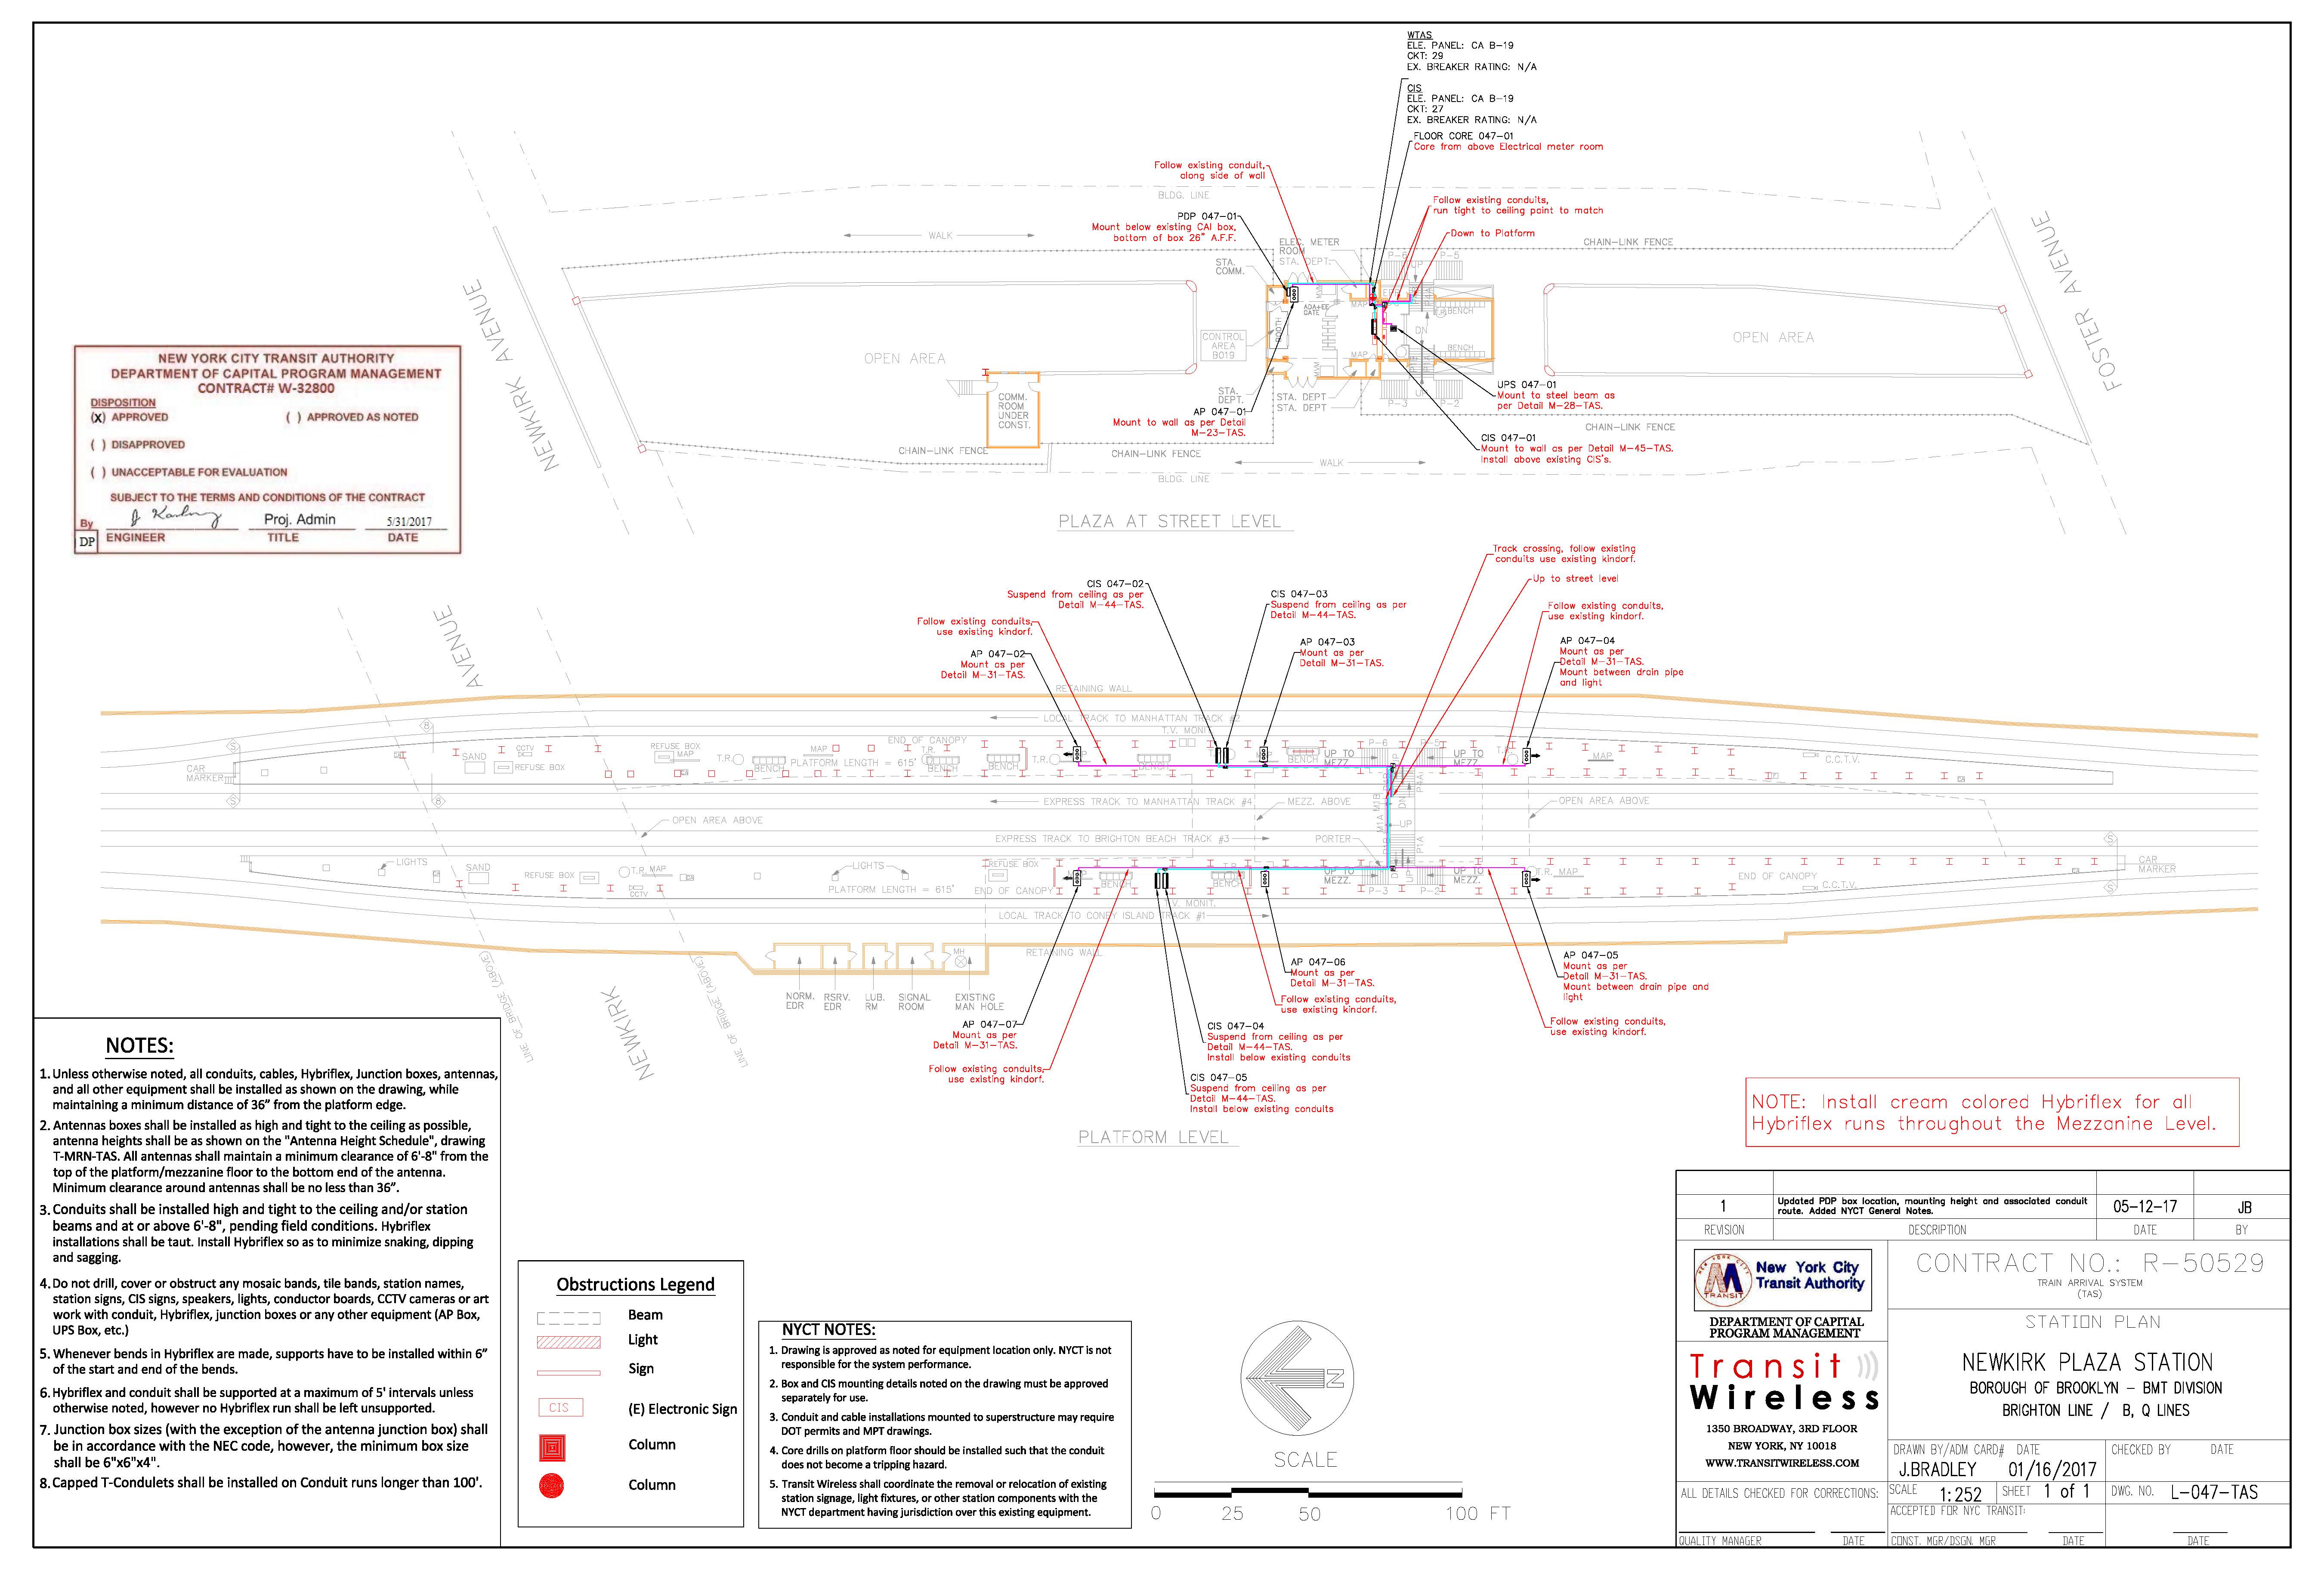 WTAS
ELE. PANEL: CA B-19
CKT: 29
EX. BREAKER RATING: N/A
CIS
ELE. PANEL: CA B-19
CKT: 27
EX. BREAKER RATING: N/A
FLOOR CORE 047-01
Core from above Electrical meter room
Follow existing conduit,
along side of wall
BLDG. LINE
Follow existing conduits,
run tight to ceiling paint to match
Down to Platform
PDP 047-01
Mount below existing CAI box,
bottom of box 26" A.F.F.
WALK
ELEC. METER
ROOM
STA. DEPT.
STA.
COMM.
CHAIN-LINK FENCE
P-6
P-5
UP
NEWKIRK AVENUE
FOSTER AVENUE
OPEN AREA
CONTROL
AREA
B019
ADA+EE
GATE
BOOTH
MVM
MAP
EFR
BENCH
DN
BENCH
MAP
MVM
OPEN AREA
COMM.
ROOM
UNDER
CONST.
STA.
DEPT.
STA. DEPT
STA. DEPT
UP
P-3
P-2
AP 047-01
Mount to wall as per Detail
M-23-TAS.
UPS 047-01
Mount to steel beam as
per Detail M-28-TAS.
CIS 047-01
Mount to wall as per Detail M-45-TAS.
Install above existing CIS's.
CHAIN-LINK FENCE
CHAIN-LINK FENCE
CHAIN-LINK FENCE
WALK
BLDG. LINE
PLAZA AT STREET LEVEL
NEW YORK CITY TRANSIT AUTHORITY
DEPARTMENT OF CAPITAL PROGRAM MANAGEMENT
CONTRACT# W-32800
DISPOSITION
(X) APPROVED ( ) APPROVED AS NOTED
( ) DISAPPROVED
( ) UNACCEPTABLE FOR EVALUATION
SUBJECT TO THE TERMS AND CONDITIONS OF THE CONTRACT
By Proj. Admin 5/31/2017
DP ENGINEER TITLE DATE
Track crossing, follow existing
conduits use existing kindorf.
Up to street level
CIS 047-02
Suspend from ceiling as per
Detail M-44-TAS.
CIS 047-03
Suspend from ceiling as per
Detail M-44-TAS.
Follow existing conduits,
use existing kindorf.
Follow existing conduits,
use existing kindorf.
AP 047-02
Mount as per
Detail M-31-TAS.
AP 047-03
Mount as per
Detail M-31-TAS.
AP 047-04
Mount as per
Detail M-31-TAS.
Mount between drain pipe
and light
AVENUE
RETAINING WALL
LOCAL TRACK TO MANHATTAN TRACK #2
T.V. MONIT.
END OF CANOPY
CAR
MARKER
SAND
CCTV
REFUSE BOX
REFUSE BOX
MAP
T.R.
BENCH
MAP
PLATFORM LENGTH = 615'
T.R.
BENCH
T.R.
MAP
BENCH
MAP
BENCH
UP TO
MEZZ.
P-6
P-5
UP TO
MEZZ.
T.R.
MAP
C.C.T.V.
EXPRESS TRACK TO MANHATTAN TRACK #4
MEZZ. ABOVE
OPEN AREA ABOVE
OPEN AREA ABOVE
EXPRESS TRACK TO BRIGHTON BEACH TRACK #3
PORTER
M1A M1B
DN
UP
P1A
LIGHTS
SAND
REFUSE BOX
T.R. MAP
CCTV
LIGHTS
PLATFORM LENGTH = 615'
REFUSE BOX
END OF CANOPY
MAP
BENCH
T.R.
BENCH
T.V. MONIT.
UP TO
MEZZ.
P-3
P-2
UP TO
MEZZ.
T.R. MAP
END OF CANOPY
C.C.T.V.
CAR
MARKER
LOCAL TRACK TO CONEY ISLAND TRACK #1
RETAINING WALL
MH
NORM.
EDR
RSRV.
EDR
LUB.
RM
SIGNAL
ROOM
EXISTING
MAN HOLE
LINE OF BRIDGE (ABOVE)
NEWKIRK
LINE OF BRIDGE (ABOVE)
AP 047-07
Mount as per
Detail M-31-TAS.
Follow existing conduits,
use existing kindorf.
AP 047-06
Mount as per
Detail M-31-TAS.
Follow existing conduits,
use existing kindorf.
CIS 047-04
Suspend from ceiling as per
Detail M-44-TAS.
Install below existing conduits
CIS 047-05
Suspend from ceiling as per
Detail M-44-TAS.
Install below existing conduits
AP 047-05
Mount as per
Detail M-31-TAS.
Mount between drain pipe and
light
Follow existing conduits,
use existing kindorf.
PLATFORM LEVEL
NOTES:
1. Unless otherwise noted, all conduits, cables, Hybriflex, Junction boxes, antennas,
and all other equipment shall be installed as shown on the drawing, while
maintaining a minimum distance of 36” from the platform edge.
2. Antennas boxes shall be installed as high and tight to the ceiling as possible,
antenna heights shall be as shown on the "Antenna Height Schedule", drawing
T-MRN-TAS. All antennas shall maintain a minimum clearance of 6'-8" from the
top of the platform/mezzanine floor to the bottom end of the antenna.
Minimum clearance around antennas shall be no less than 36”.
3. Conduits shall be installed high and tight to the ceiling and/or station
beams and at or above 6'-8", pending field conditions. Hybriflex
installations shall be taut. Install Hybriflex so as to minimize snaking, dipping
and sagging.
4. Do not drill, cover or obstruct any mosaic bands, tile bands, station names,
station signs, CIS signs, speakers, lights, conductor boards, CCTV cameras or art
work with conduit, Hybriflex, junction boxes or any other equipment (AP Box,
UPS Box, etc.)
5. Whenever bends in Hybriflex are made, supports have to be installed within 6”
of the start and end of the bends.
6. Hybriflex and conduit shall be supported at a maximum of 5' intervals unless
otherwise noted, however no Hybriflex run shall be left unsupported.
7. Junction box sizes (with the exception of the antenna junction box) shall
be in accordance with the NEC code, however, the minimum box size
shall be 6"x6"x4".
8. Capped T-Condulets shall be installed on Conduit runs longer than 100'.
Obstructions Legend
Beam
Light
Sign
CIS (E) Electronic Sign
Column
Column
NYCT NOTES:
1. Drawing is approved as noted for equipment location only. NYCT is not
responsible for the system performance.
2. Box and CIS mounting details noted on the drawing must be approved
separately for use.
3. Conduit and cable installations mounted to superstructure may require
DOT permits and MPT drawings.
4. Core drills on platform floor should be installed such that the conduit
does not become a tripping hazard.
5. Transit Wireless shall coordinate the removal or relocation of existing
station signage, light fixtures, or other station components with the
NYCT department having jurisdiction over this existing equipment.
N
SCALE
0 25 50 100 FT
NOTE: Install cream colored Hybriflex for all
Hybriflex runs throughout the Mezzanine Level.
1 Updated PDP box location, mounting height and associated conduit
route. Added NYCT General Notes. 05-12-17 JB
REVISION DESCRIPTION DATE BY
NEW YORK CITY
TRANSIT
New York City
Transit Authority
DEPARTMENT OF CAPITAL
PROGRAM MANAGEMENT
Transit
Wireless
1350 BROADWAY, 3RD FLOOR
NEW YORK, NY 10018
WWW.TRANSITWIRELESS.COM
ALL DETAILS CHECKED FOR CORRECTIONS:
QUALITY MANAGER DATE
CONTRACT NO.: R-50529
TRAIN ARRIVAL SYSTEM
(TAS)
STATION PLAN
NEWKIRK PLAZA STATION
BOROUGH OF BROOKLYN - BMT DIVISION
BRIGHTON LINE / B, Q LINES
DRAWN BY/ADM CARD# DATE CHECKED BY DATE
J.BRADLEY 01/16/2017
SCALE 1:252 SHEET 1 of 1 DWG. NO. L-047-TAS
ACCEPTED FOR NYC TRANSIT:
CONST. MGR/DSGN. MGR DATE DATE